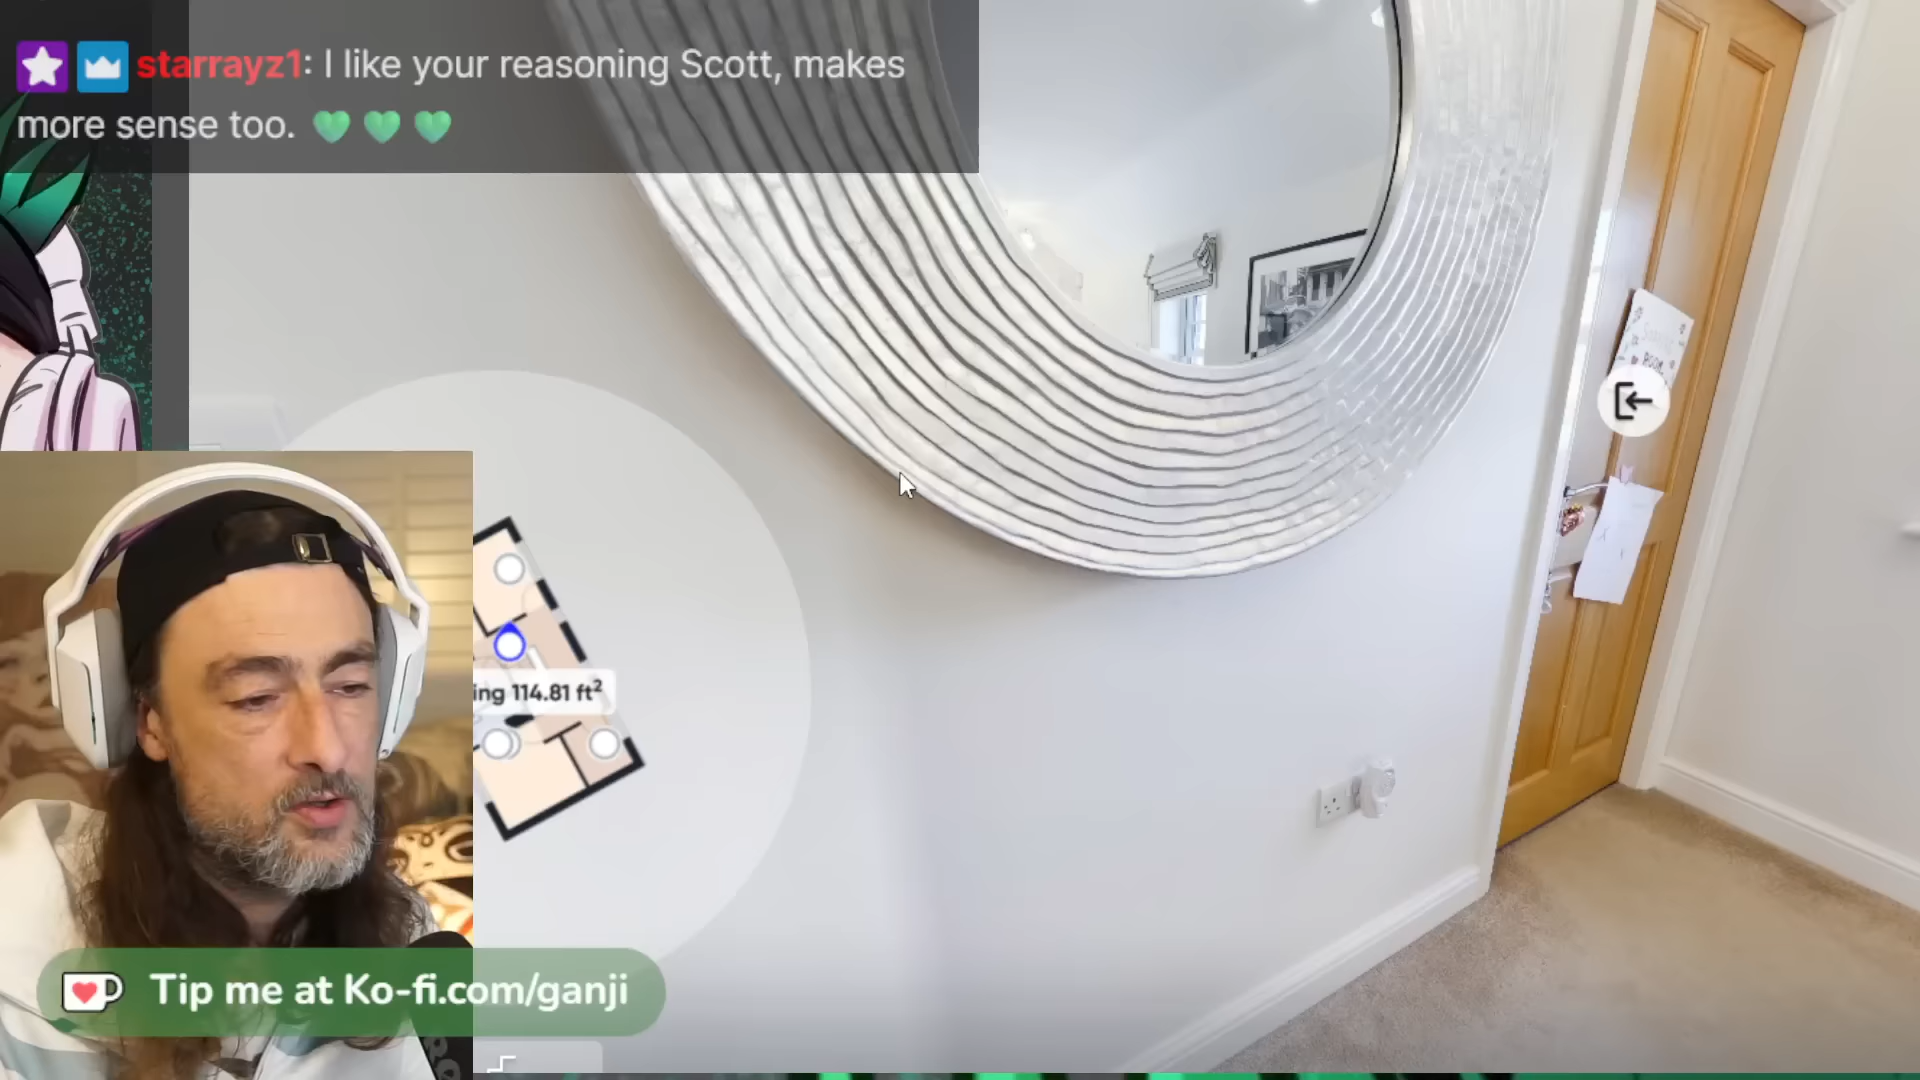 starrayz1: I like your reasoning Scott, makes
more sense too. 💚 💚 💚
ROOM
ing 114.81 ft²
Tip me at Ko-fi.com/ganji